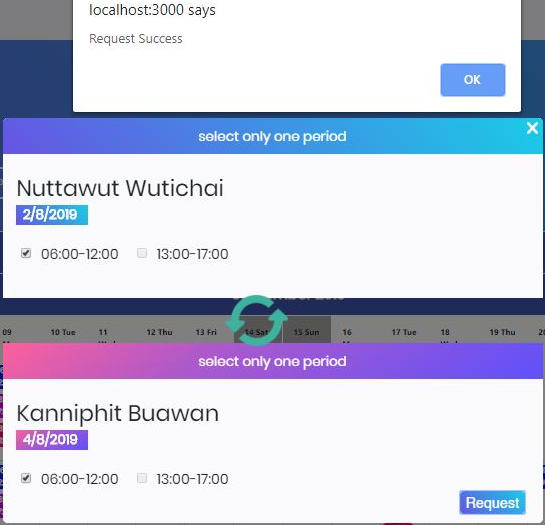 localhost:3000 says
Request Success
OK
select only one period
Nuttawut Wutichai
2/8/2019
06:00-12:00 13:00-17:00
09 10 Tue 11 12 Thu 13 Fri 14 Sat 15 Sun 16 17 Tue 18 19 Thu 20
select only one period
Kanniphit Buawan
4/8/2019
06:00-12:00 13:00-17:00
Request